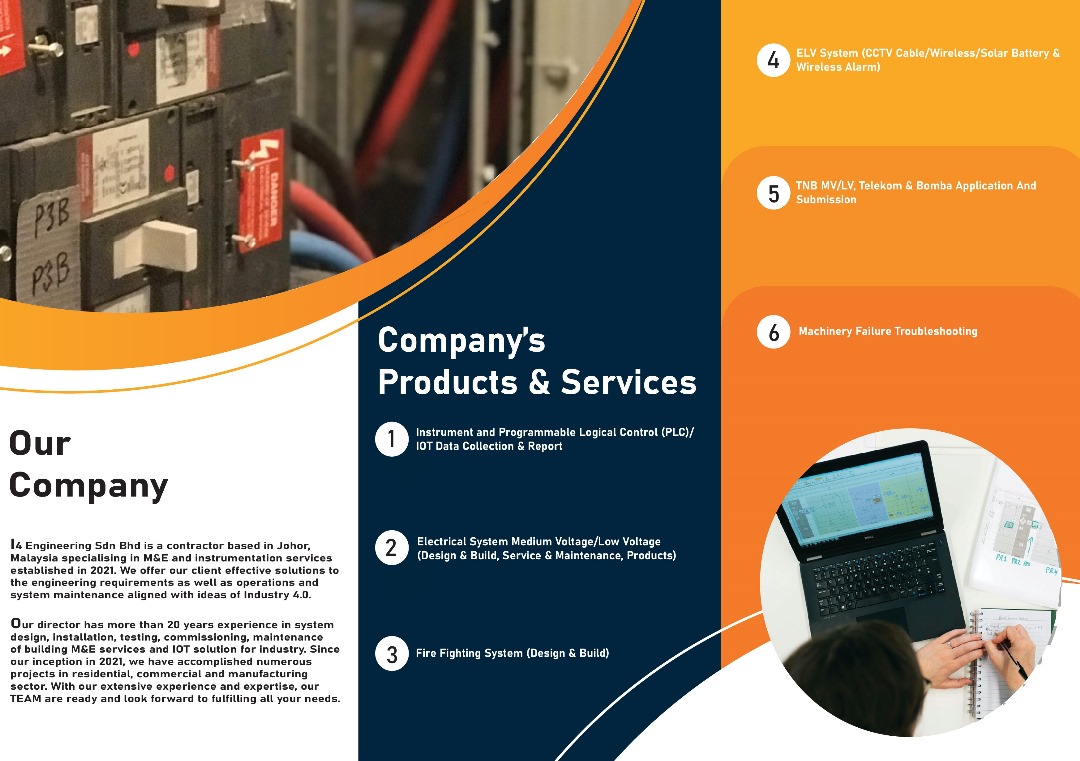 P3B
P3B
DANGER
Our
Company
I4 Engineering Sdn Bhd is a contractor based in Johor,
Malaysia specialising in M&E and instrumentation services
established in 2021. We offer our client effective solutions to
the engineering requirements as well as operations and
system maintenance aligned with ideas of Industry 4.0.
Our director has more than 20 years experience in system
design, installation, testing, commissioning, maintenance
of building M&E services and IOT solution for industry. Since
our inception in 2021, we have accomplished numerous
projects in residential, commercial and manufacturing
sector. With our extensive experience and expertise, our
TEAM are ready and look forward to fulfilling all your needs.
Company's
Products & Services
1 Instrument and Programmable Logical Control (PLC)/
IOT Data Collection & Report
2 Electrical System Medium Voltage/Low Voltage
(Design & Build, Service & Maintenance, Products)
3 Fire Fighting System (Design & Build)
4 ELV System (CCTV Cable/Wireless/Solar Battery &
Wireless Alarm)
5 TNB MV/LV, Telekom & Bomba Application And
Submission
6 Machinery Failure Troubleshooting
DELL